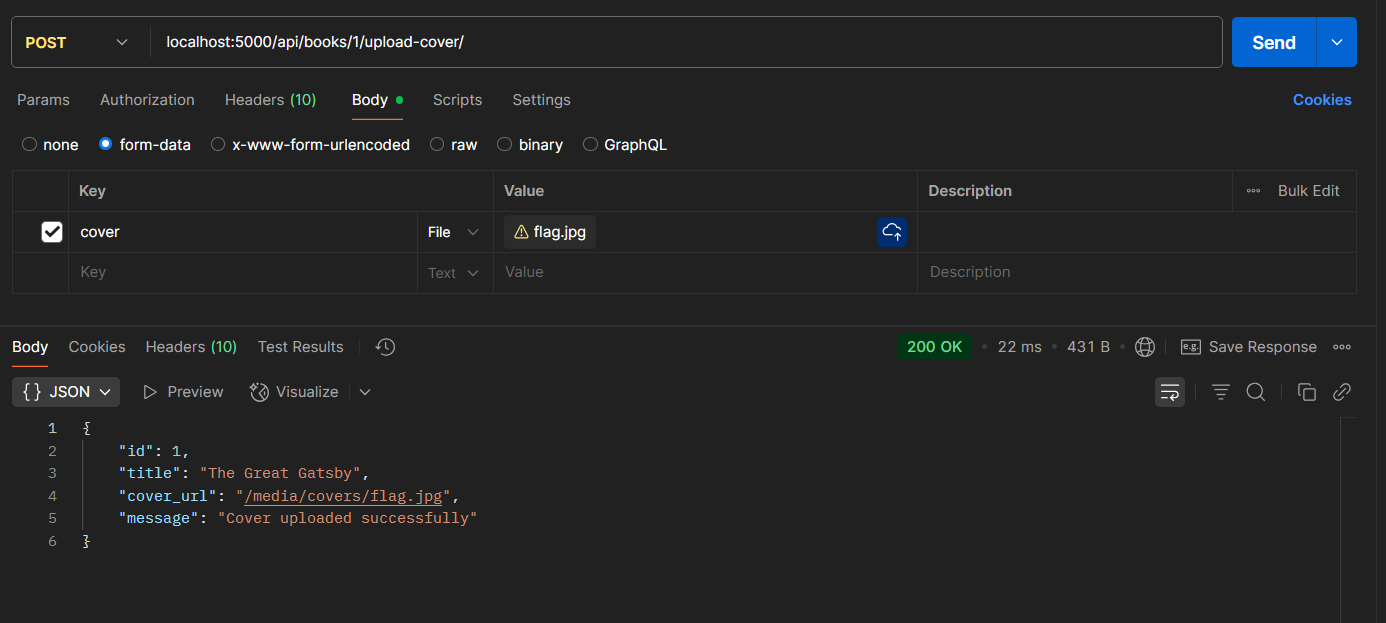 POST localhost:5000/api/books/1/upload-cover/ Send
Params Authorization Headers (10) Body Scripts Settings Cookies
none form-data x-www-form-urlencoded raw binary GraphQL
Key Value Description Bulk Edit
cover File flag.jpg
Key Text Value Description
Body Cookies Headers (10) Test Results 200 OK 22 ms 431 B e.g. Save Response
{} JSON Preview Visualize
1 {
2 "id": 1,
3 "title": "The Great Gatsby",
4 "cover_url": "/media/covers/flag.jpg",
5 "message": "Cover uploaded successfully"
6 }